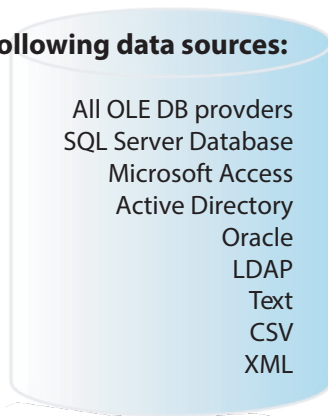 ollowing data sources:
All OLE DB provders
SQL Server Database
Microsoft Access
Active Directory
Oracle
LDAP
Text
CSV
XML